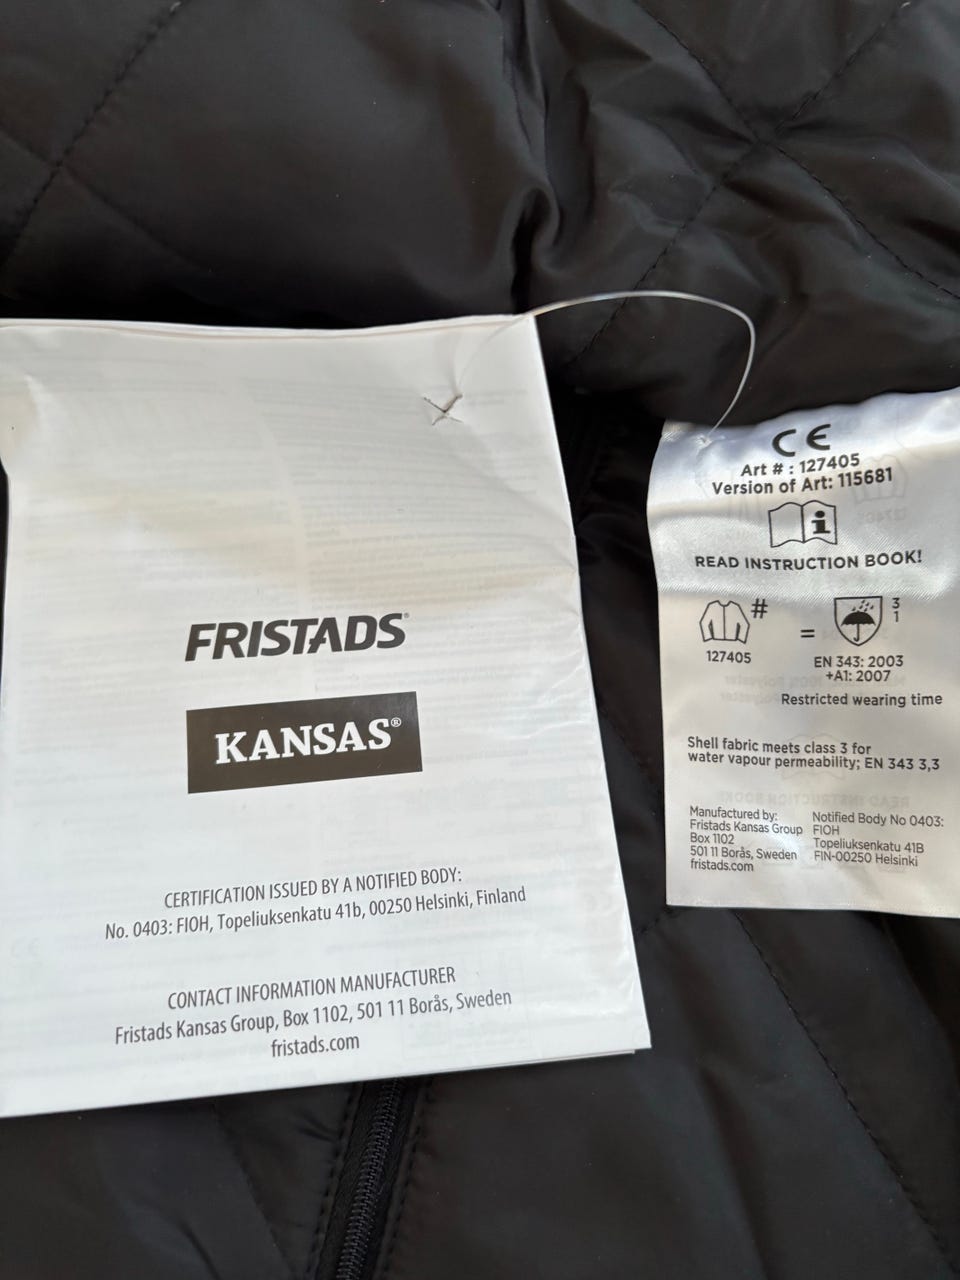 FRISTADS®
KANSAS®
CERTIFICATION ISSUED BY A NOTIFIED BODY:
No. 0403: FIOH, Topeliuksenkatu 41b, 00250 Helsinki, Finland
CONTACT INFORMATION MANUFACTURER
Fristads Kansas Group, Box 1102, 501 11 Borås, Sweden
fristads.com
CE
Art # : 127405
Version of Art: 115681
i
READ INSTRUCTION BOOK!
#
=
3
1
127405
EN 343: 2003
+A1: 2007
Restricted wearing time
Shell fabric meets class 3 for
water vapour permeability; EN 343 3,3
Manufactured by:
Fristads Kansas Group
Box 1102
501 11 Borås, Sweden
fristads.com
Notified Body No 0403:
FIOH
Topeliuksenkatu 41B
FIN-00250 Helsinki